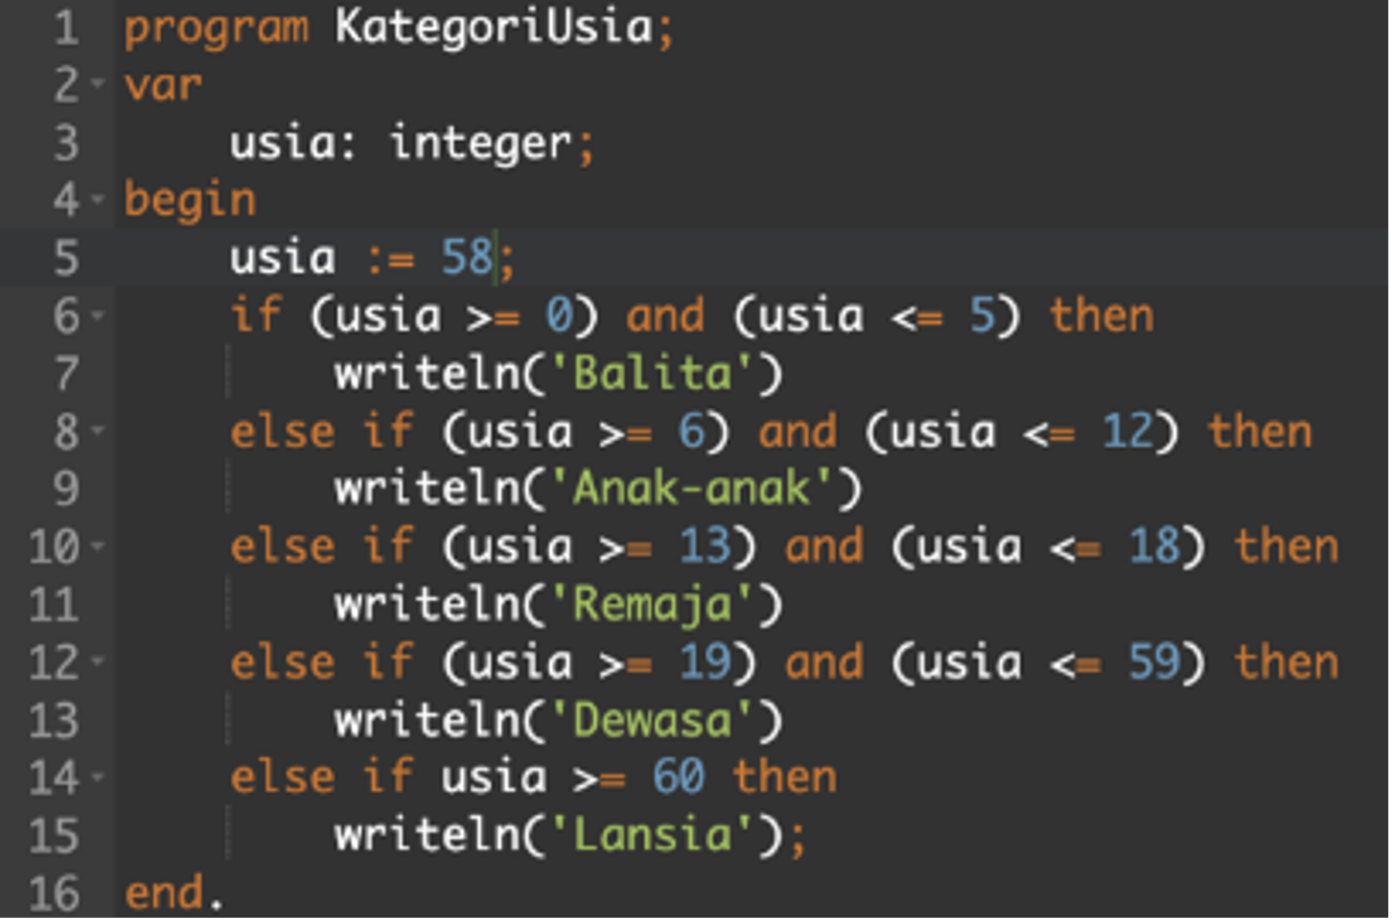 1 program KategoriUsia;
2 var
3     usia: integer;
4 begin
5     usia := 58;
6     if (usia >= 0) and (usia <= 5) then
7         writeln('Balita')
8     else if (usia >= 6) and (usia <= 12) then
9         writeln('Anak-anak')
10     else if (usia >= 13) and (usia <= 18) then
11         writeln('Remaja')
12     else if (usia >= 19) and (usia <= 59) then
13         writeln('Dewasa')
14     else if usia >= 60 then
15         writeln('Lansia');
16 end.